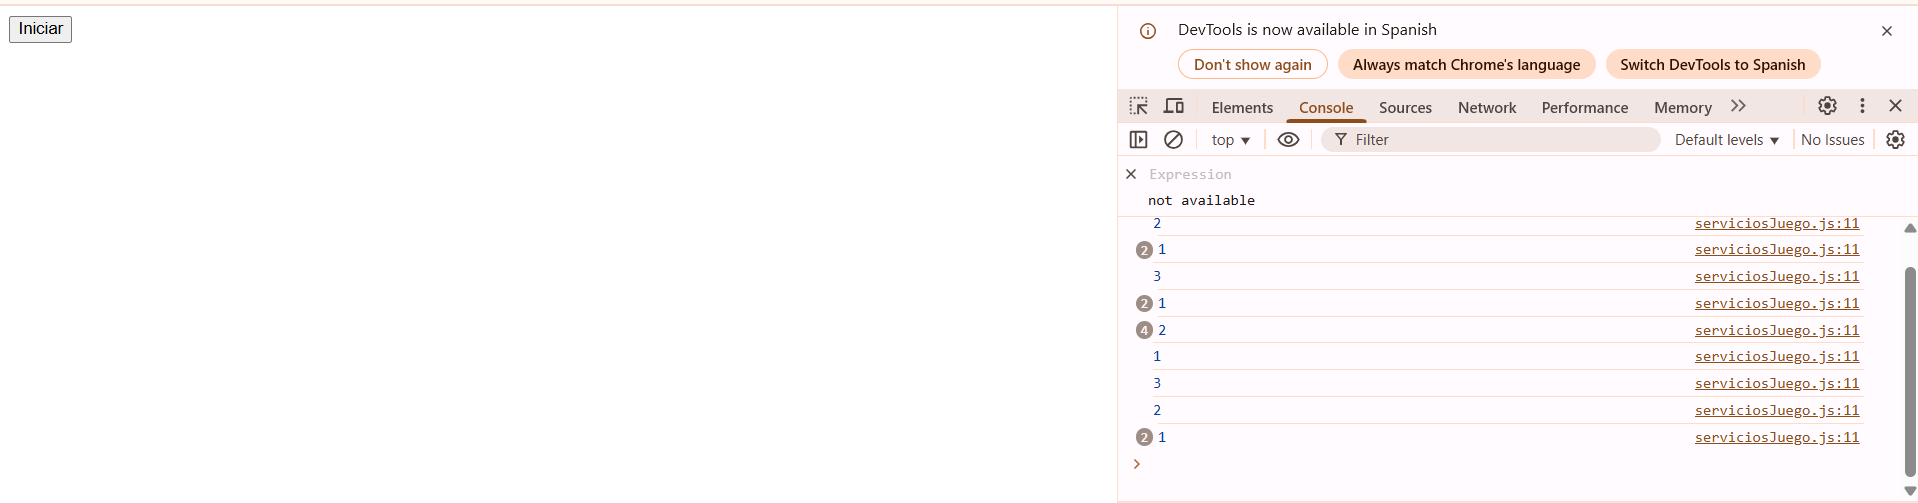 Iniciar
DevTools is now available in Spanish
Don't show again Always match Chrome's language Switch DevTools to Spanish
Elements Console Sources Network Performance Memory
top Filter Default levels No Issues
Expression
not available
2 serviciosJuego.js:11
2 1 serviciosJuego.js:11
3 serviciosJuego.js:11
2 1 serviciosJuego.js:11
4 2 serviciosJuego.js:11
1 serviciosJuego.js:11
3 serviciosJuego.js:11
2 serviciosJuego.js:11
2 1 serviciosJuego.js:11